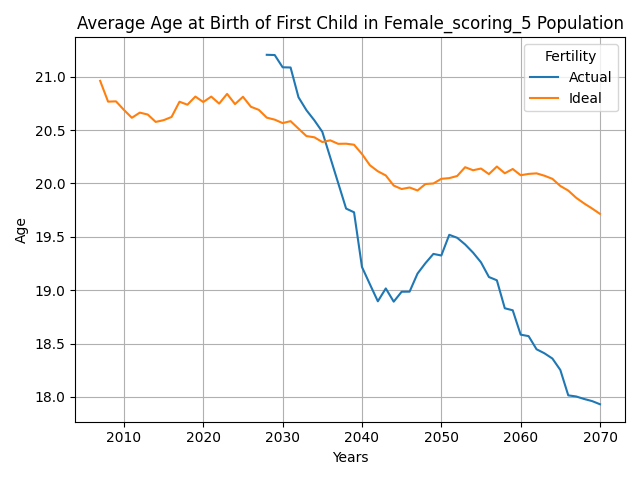 Average Age at Birth of First Child in Female_scoring_5 Population
Fertility
Actual
Ideal
21.0
20.5
20.0
19.5
19.0
18.5
18.0
Age
2010 2020 2030 2040 2050 2060 2070
Years